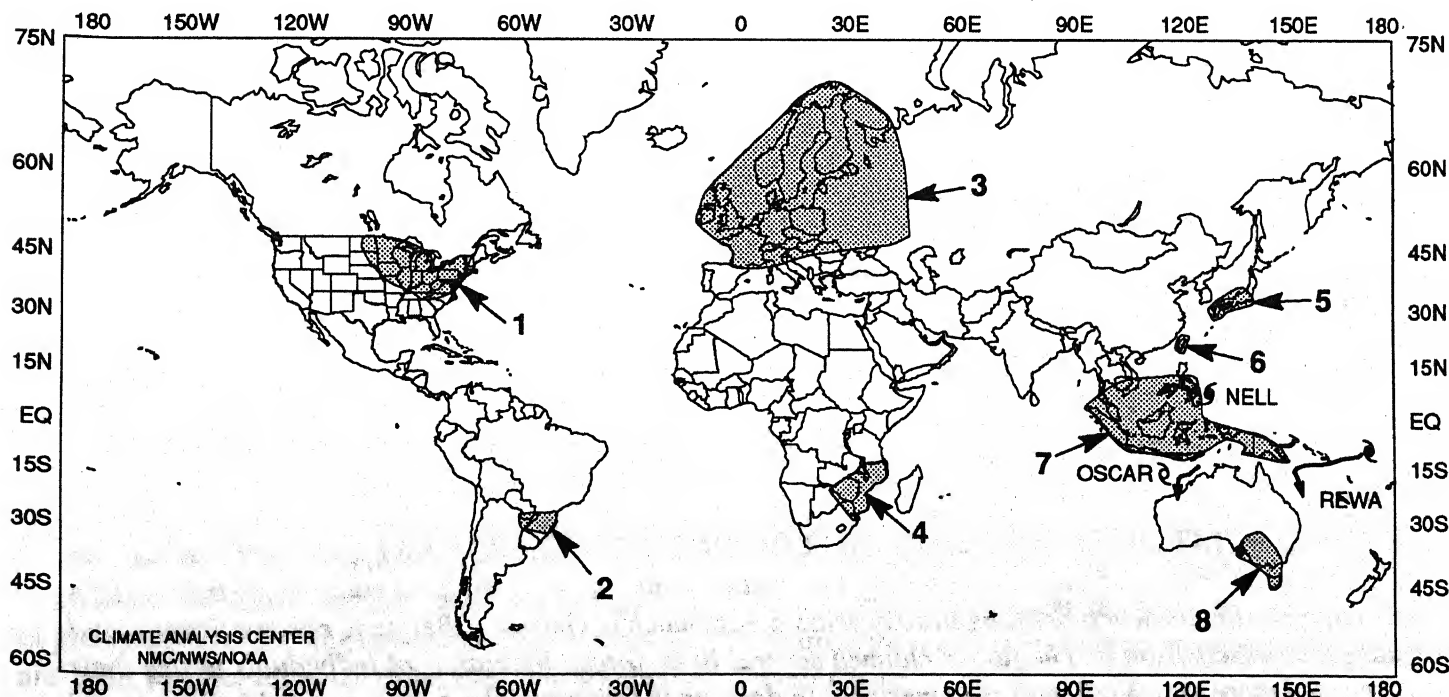 180 150W 120W 90W 60W 30W 0 30E 60E 90E 120E 150E 180
75N 75N
60N 60N
3
45N 45N
5
30N 30N
1
6
15N 15N
NELL
EQ EQ
7
OSCAR
15S 15S
REWA
4
30S 30S
2
45S 8 45S
CLIMATE ANALYSIS CENTER
NMC/NWS/NOAA
60S 60S
180 150W 120W 90W 60W 30W 0 30E 60E 90E 120E 150E 180